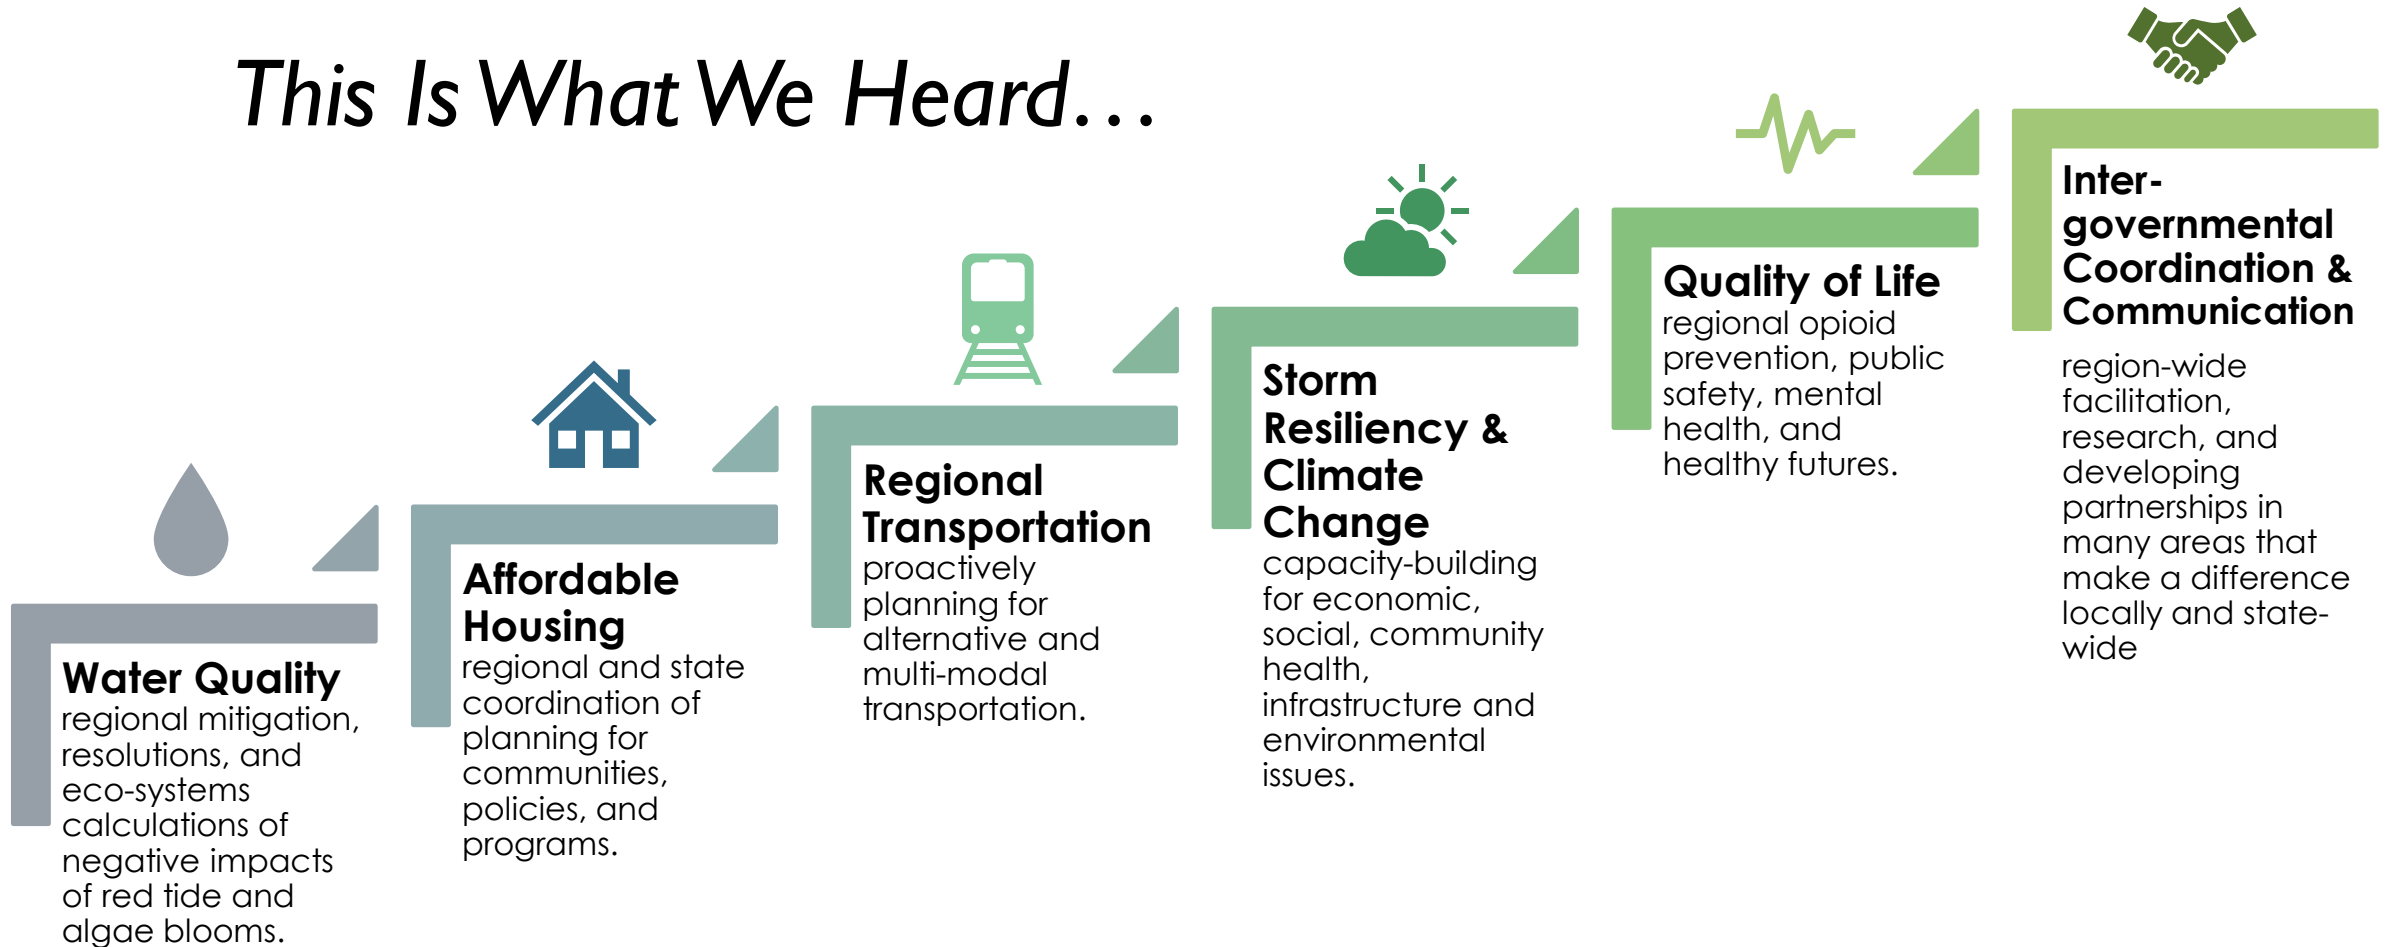 This Is What We Heard…
Water Quality
regional mitigation,
resolutions, and
eco-systems
calculations of
negative impacts
of red tide and
algae blooms.
Affordable
Housing
regional and state
coordination of
planning for
communities,
policies, and
programs.
Regional
Transportation
proactively
planning for
alternative and
multi-modal
transportation.
Storm
Resiliency &
Climate
Change
capacity-building
for economic,
social, community
health,
infrastructure and
environmental
issues.
Quality of Life
regional opioid
prevention, public
safety, mental
health, and
healthy futures.
Inter-
governmental
Coordination &
Communication
region-wide
facilitation,
research, and
developing
partnerships in
many areas that
make a difference
locally and state-
wide